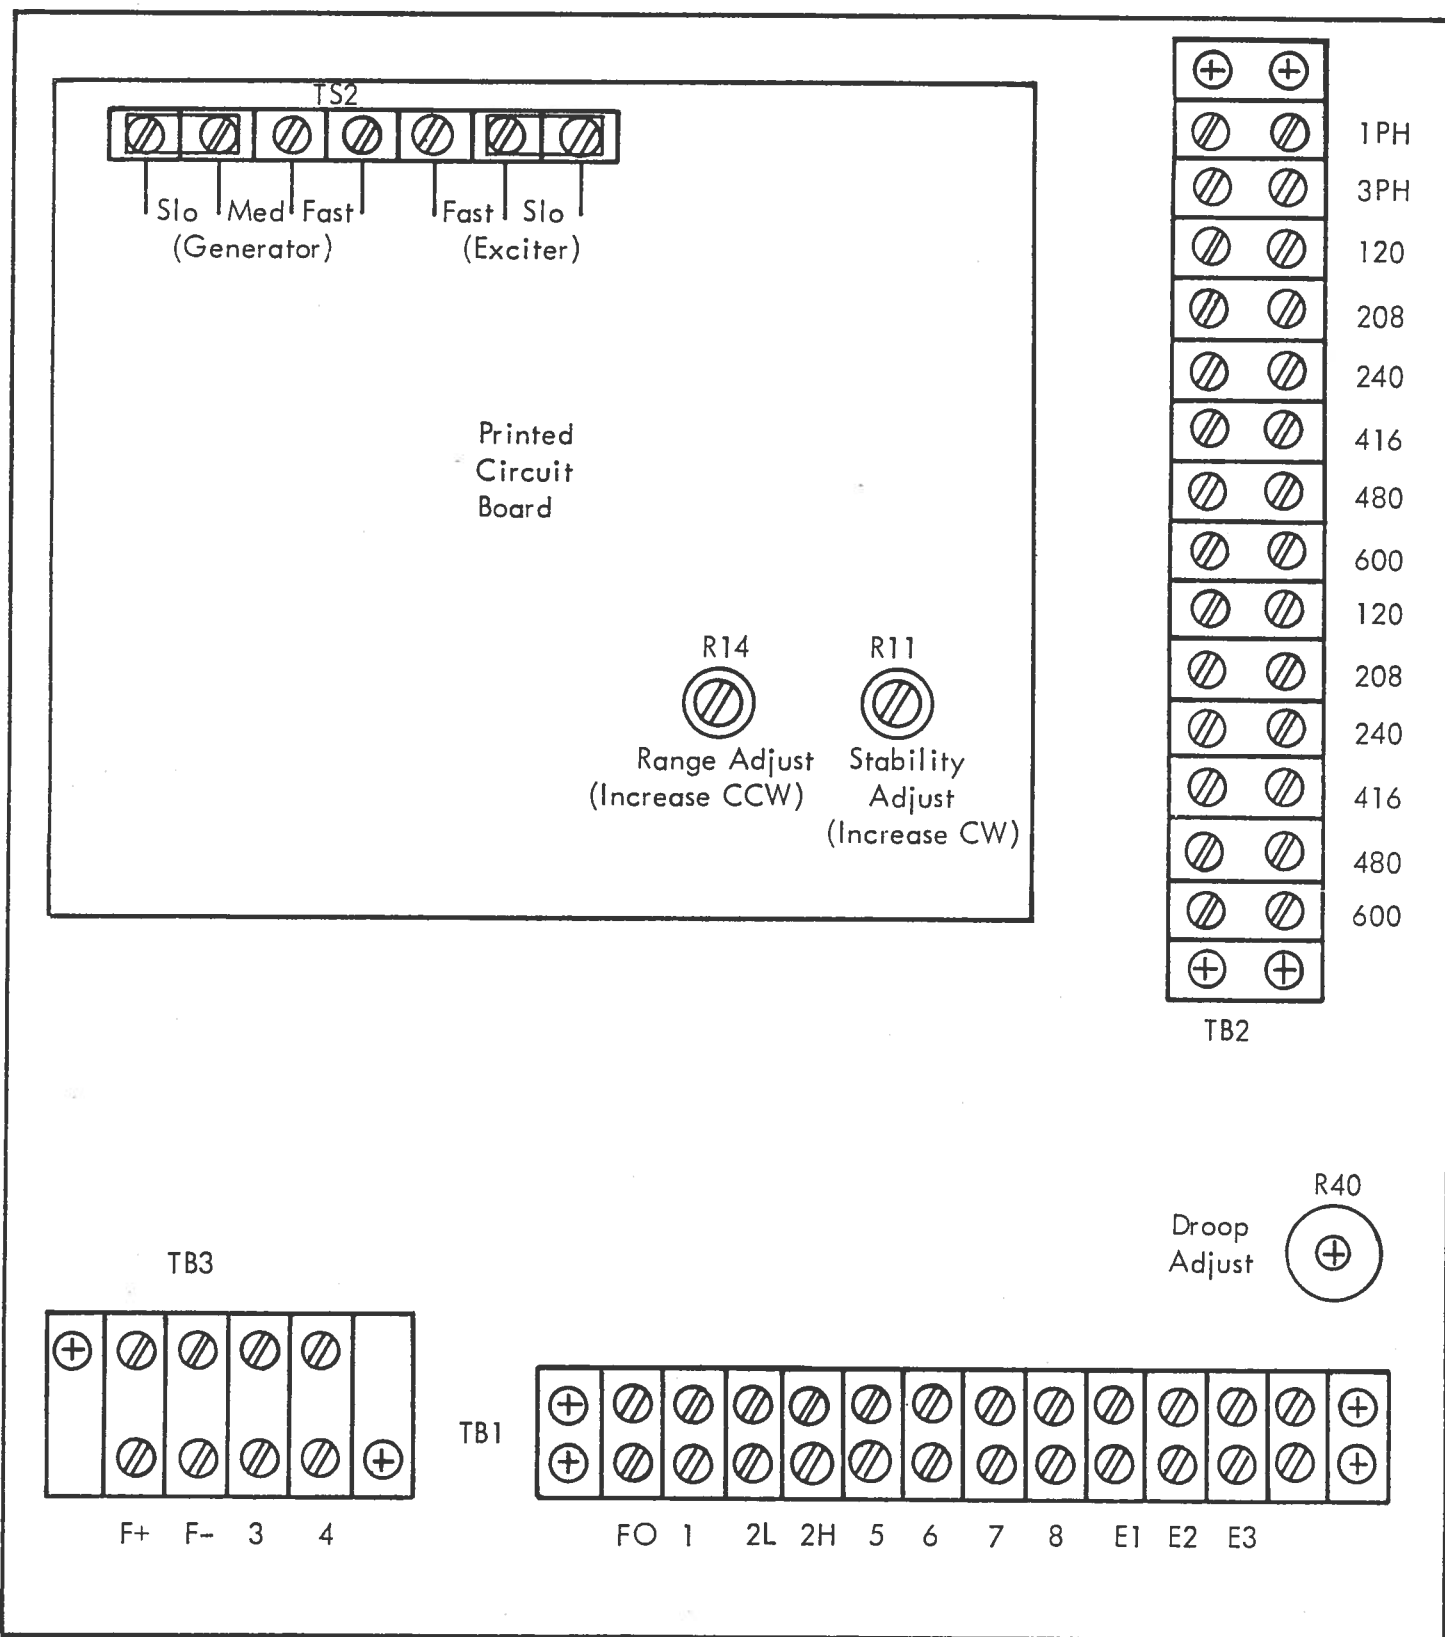 TS2
Slo Med Fast Fast Slo
(Generator) (Exciter)
Printed
Circuit
Board
R14
Range Adjust
(Increase CCW)
R11
Stability
Adjust
(Increase CW)
1PH
3PH
120
208
240
416
480
600
120
208
240
416
480
600
TB2
R40
Droop
Adjust
TB3
F+ F- 3 4
TB1
FO 1 2L 2H 5 6 7 8 E1 E2 E3